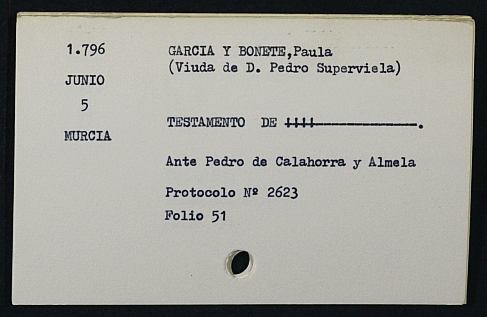 1.796
JUNIO
5
MURCIA
GARCIA Y BONETE,Paula
(Viuda de D. Pedro Superviela)
TESTAMENTO DE ++++---------------.
Ante Pedro de Calahorra y Almela
Protocolo Nº 2623
Folio 51